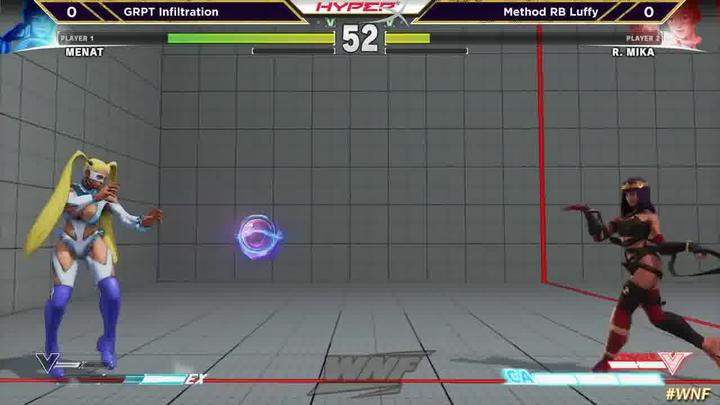 0 GRPT Infiltration HYPER Method RB Luffy 0
PLAYER 1 52 PLAYER 2
MENAT R. MIKA
V V
EX CA
WNF
#WNF